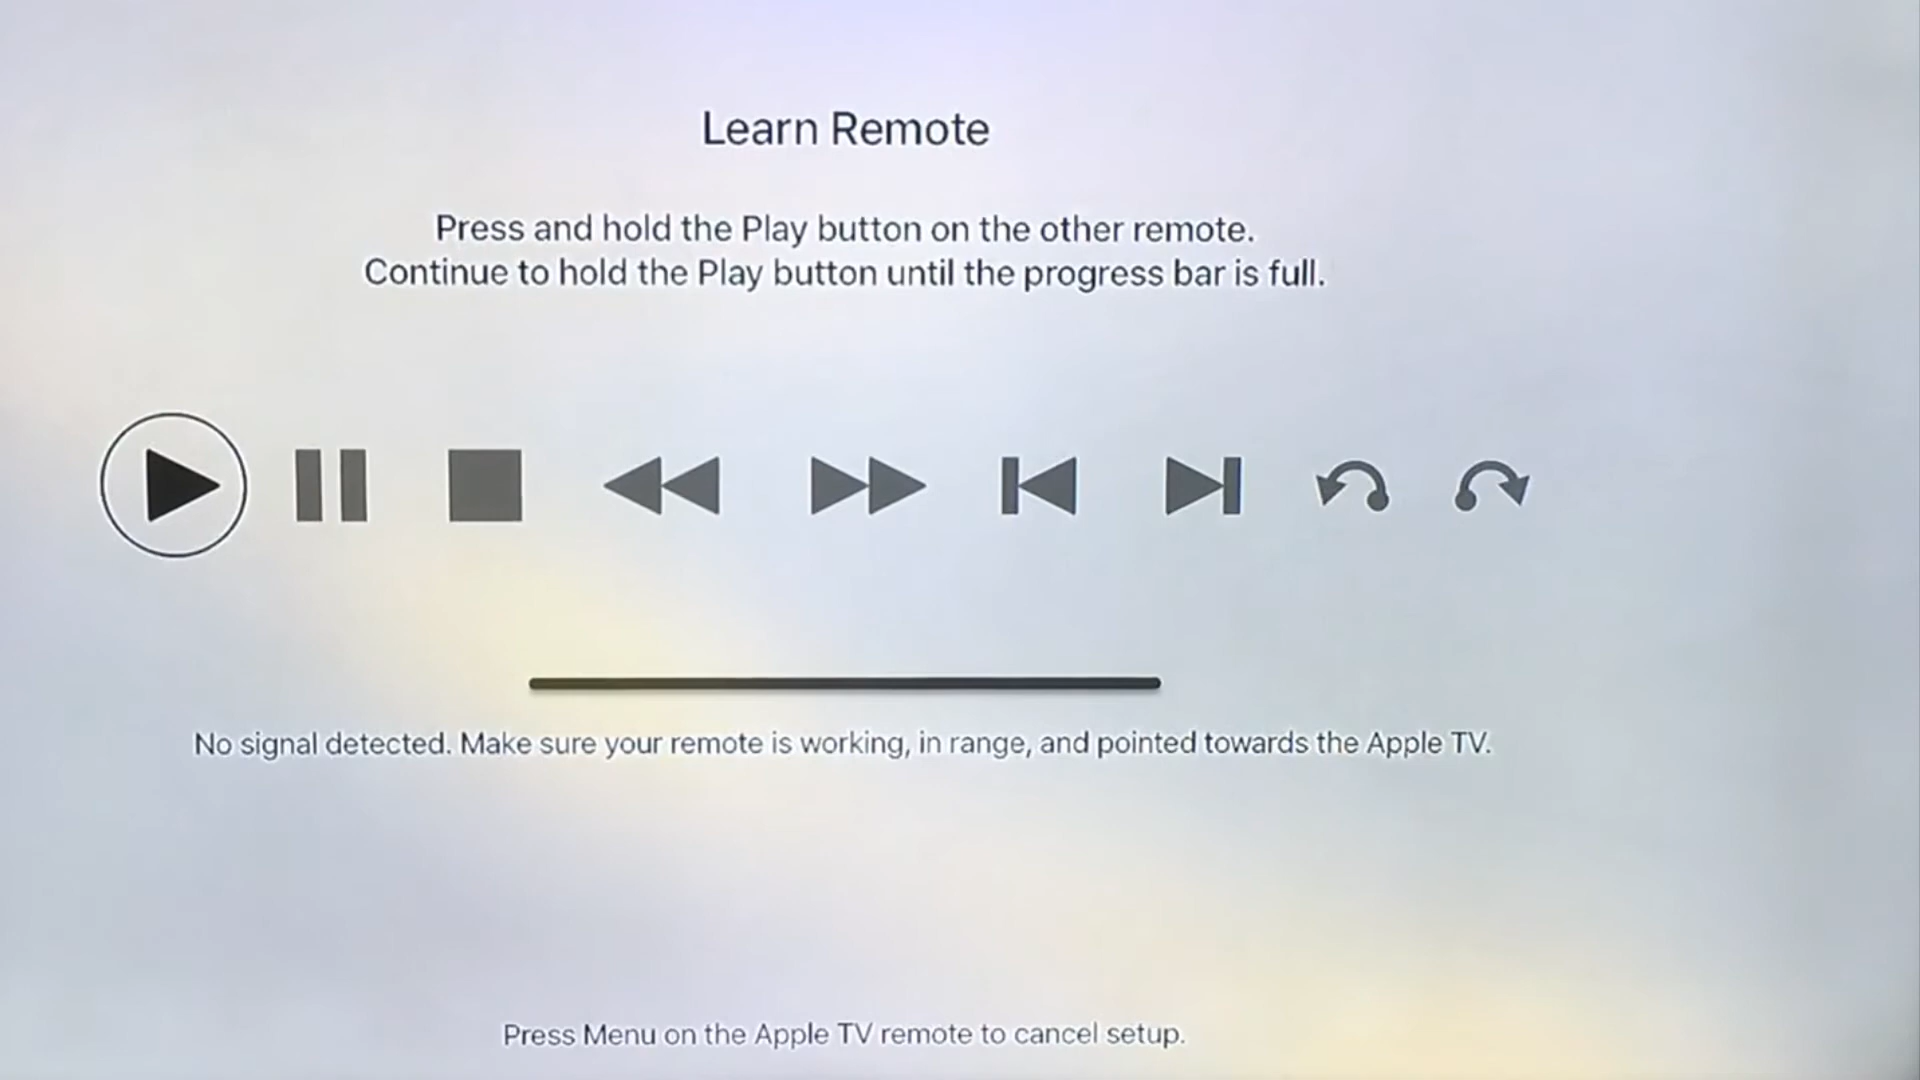 Learn Remote
Press and hold the Play button on the other remote.
Continue to hold the Play button until the progress bar is full.
No signal detected. Make sure your remote is working, in range, and pointed towards the Apple TV.
Press Menu on the Apple TV remote to cancel setup.